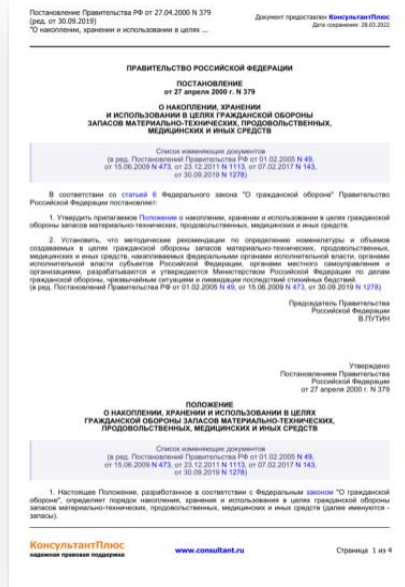 Постановление Правительства РФ от 27.04.2000 N 379
(ред. от 30.09.2019)
"О накоплении, хранении и использовании в целях ...
Документ предоставлен КонсультантПлюс
Дата сохранения: 28.03.2022
ПРАВИТЕЛЬСТВО РОССИЙСКОЙ ФЕДЕРАЦИИ
ПОСТАНОВЛЕНИЕ
от 27 апреля 2000 г. N 379
О НАКОПЛЕНИИ, ХРАНЕНИИ
И ИСПОЛЬЗОВАНИИ В ЦЕЛЯХ ГРАЖДАНСКОЙ ОБОРОНЫ
ЗАПАСОВ МАТЕРИАЛЬНО-ТЕХНИЧЕСКИХ, ПРОДОВОЛЬСТВЕННЫХ,
МЕДИЦИНСКИХ И ИНЫХ СРЕДСТВ
Список изменяющих документов
(в ред. Постановлений Правительства РФ от 01.02.2005 N 49,
от 15.06.2009 N 473, от 23.12.2011 N 1113, от 07.02.2017 N 143,
от 30.09.2019 N 1278)
В соответствии со статьей 6 Федерального закона "О гражданской обороне" Правительство
Российской Федерации постановляет:
1. Утвердить прилагаемое Положение о накоплении, хранении и использовании в целях гражданской
обороны запасов материально-технических, продовольственных, медицинских и иных средств.
2. Установить, что методические рекомендации по определению номенклатуры и объемов
создаваемых в целях гражданской обороны запасов материально-технических, продовольственных,
медицинских и иных средств, накапливаемых федеральными органами исполнительной власти, органами
исполнительной власти субъектов Российской Федерации, органами местного самоуправления и
организациями, разрабатываются и утверждаются Министерством Российской Федерации по делам
гражданской обороны, чрезвычайным ситуациям и ликвидации последствий стихийных бедствий.
(в ред. Постановлений Правительства РФ от 01.02.2005 N 49, от 15.06.2009 N 473, от 30.09.2019 N 1278)
Председатель Правительства
Российской Федерации
В.ПУТИН
Утверждено
Постановлением Правительства
Российской Федерации
от 27 апреля 2000 г. N 379
ПОЛОЖЕНИЕ
О НАКОПЛЕНИИ, ХРАНЕНИИ И ИСПОЛЬЗОВАНИИ В ЦЕЛЯХ
ГРАЖДАНСКОЙ ОБОРОНЫ ЗАПАСОВ МАТЕРИАЛЬНО-ТЕХНИЧЕСКИХ,
ПРОДОВОЛЬСТВЕННЫХ, МЕДИЦИНСКИХ И ИНЫХ СРЕДСТВ
Список изменяющих документов
(в ред. Постановлений Правительства РФ от 01.02.2005 N 49,
от 15.06.2009 N 473, от 23.12.2011 N 1113, от 07.02.2017 N 143,
от 30.09.2019 N 1278)
1. Настоящее Положение, разработанное в соответствии с Федеральным законом "О гражданской
обороне", определяет порядок накопления, хранения и использования в целях гражданской обороны
запасов материально-технических, продовольственных, медицинских и иных средств (далее именуются -
запасы).
КонсультантПлюс
надежная правовая поддержка
www.consultant.ru
Страница 1 из 4